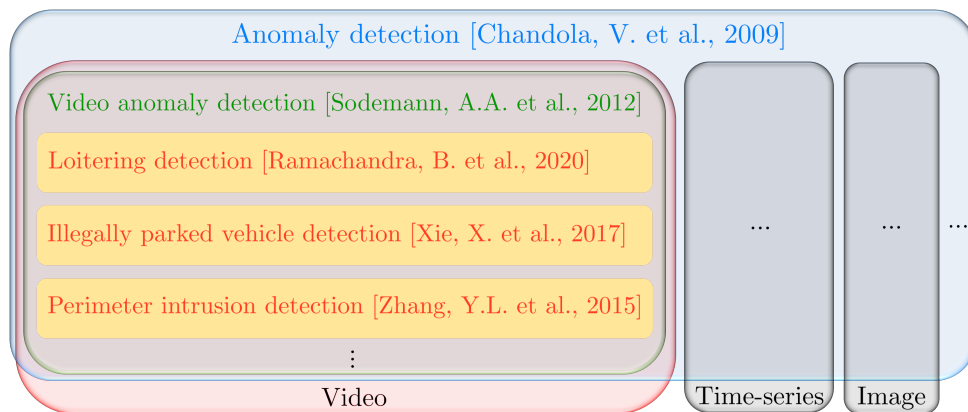 Anomaly detection [Chandola, V. et al., 2009]
Video anomaly detection [Sodemann, A.A. et al., 2012]
Loitering detection [Ramachandra, B. et al., 2020]
Illegally parked vehicle detection [Xie, X. et al., 2017]
Perimeter intrusion detection [Zhang, Y.L. et al., 2015]
⋮
... ... ...
Video Time-series Image